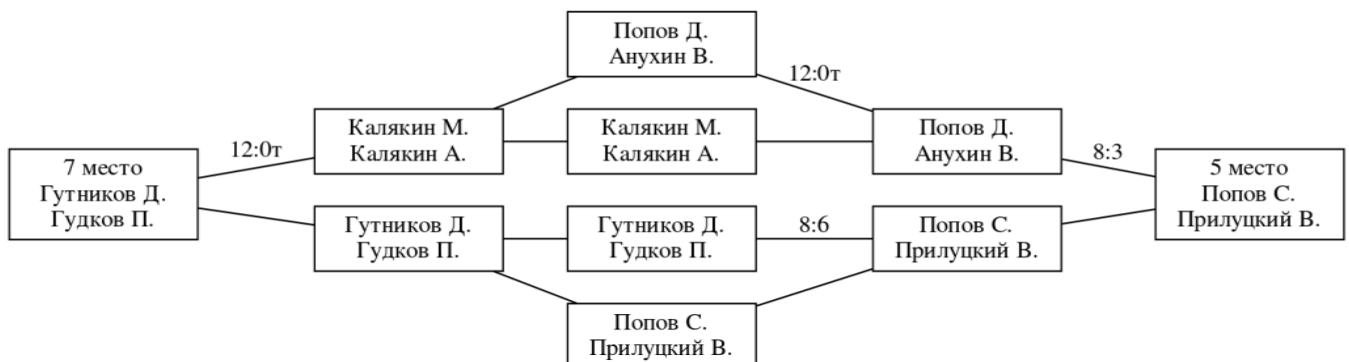 Попов Д.
Анухин В.
12:0т
12:0т
Калякин М.
Калякин А.
Калякин М.
Калякин А.
Попов Д.
Анухин В.
8:3
7 место
Гутников Д.
Гудков П.
5 место
Попов С.
Прилуцкий В.
Гутников Д.
Гудков П.
Гутников Д.
Гудков П.
8:6
Попов С.
Прилуцкий В.
Попов С.
Прилуцкий В.